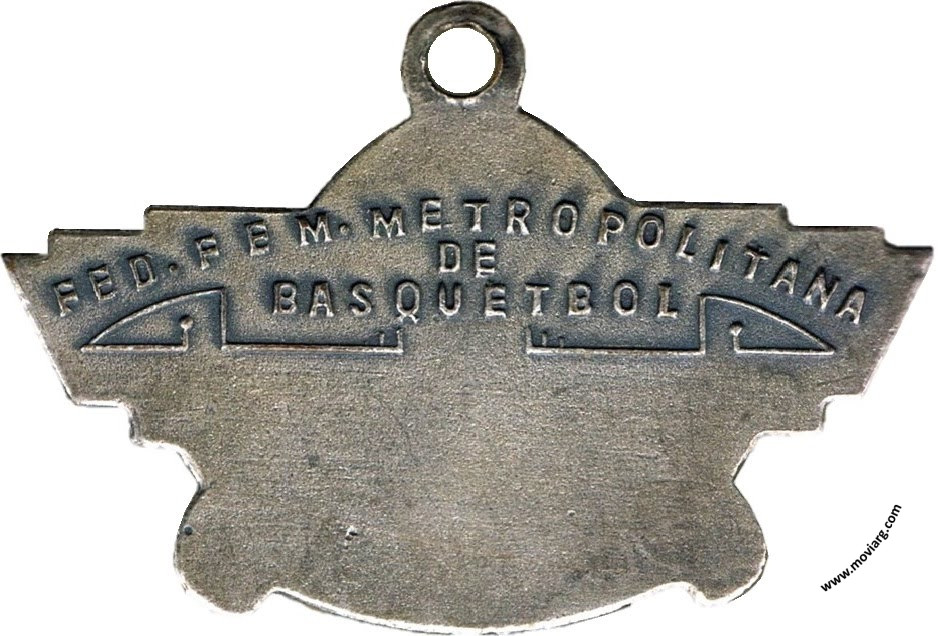 FED. FEM. METROPOLITANA
DE
BASQUETBOL
www.moviarg.com